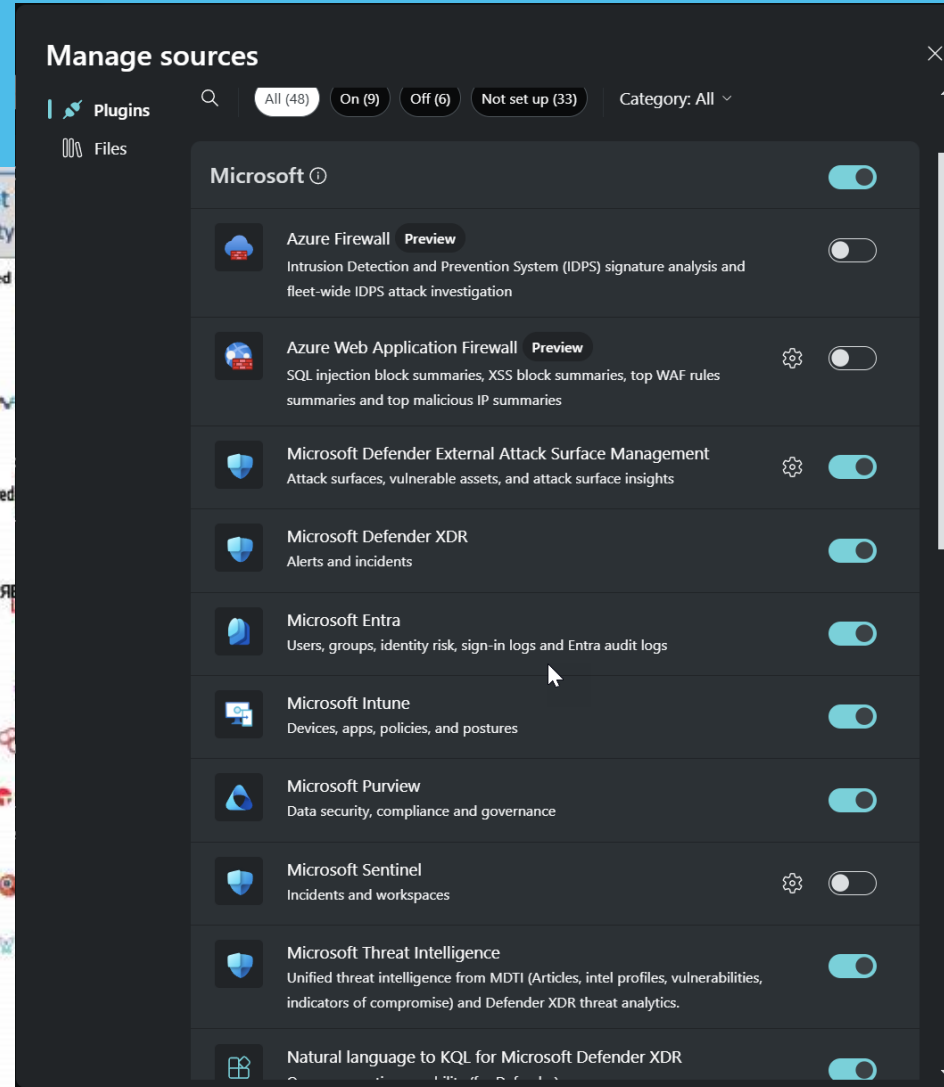 Manage sources
Plugins
Files
All (48)
On (9)
Off (6)
Not set up (33)
Category: All
Microsoft
Azure Firewall Preview
Intrusion Detection and Prevention System (IDPS) signature analysis and
fleet-wide IDPS attack investigation
Azure Web Application Firewall Preview
SQL injection block summaries, XSS block summaries, top WAF rules
summaries and top malicious IP summaries
Microsoft Defender External Attack Surface Management
Attack surfaces, vulnerable assets, and attack surface insights
Microsoft Defender XDR
Alerts and incidents
Microsoft Entra
Users, groups, identity risk, sign-in logs and Entra audit logs
Microsoft Intune
Devices, apps, policies, and postures
Microsoft Purview
Data security, compliance and governance
Microsoft Sentinel
Incidents and workspaces
Microsoft Threat Intelligence
Unified threat intelligence from MDTI (Articles, intel profiles, vulnerabilities,
indicators of compromise) and Defender XDR threat analytics.
Natural language to KQL for Microsoft Defender XDR